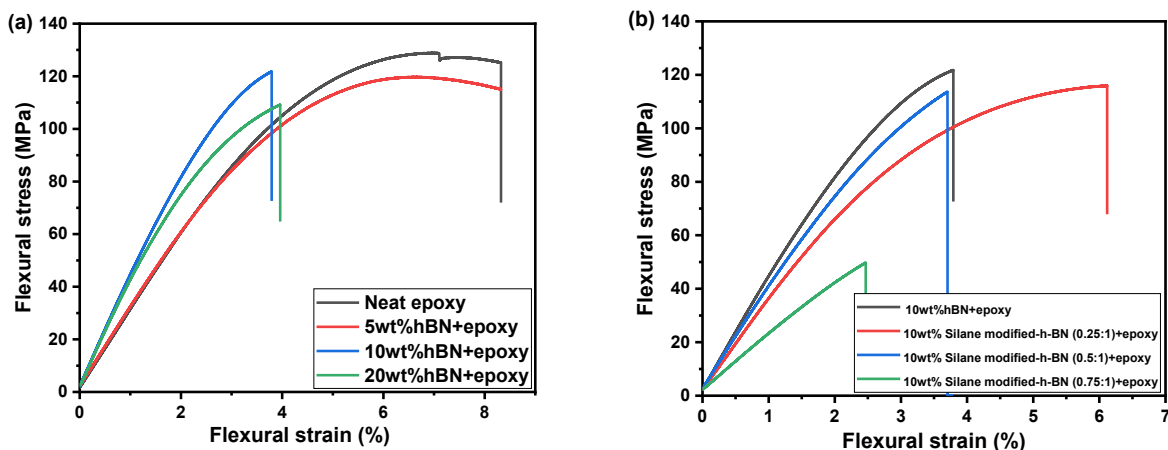 (a)
140
120
100
80
60
40
20
0
Flexural stress (MPa)
Neat epoxy
5wt%hBN+epoxy
10wt%hBN+epoxy
20wt%hBN+epoxy
0 2 4 6 8
Flexural strain (%)
(b)
140
120
100
80
60
40
20
0
Flexural stress (MPa)
10wt%hBN+epoxy
10wt% Silane modified-h-BN (0.25:1)+epoxy
10wt% Silane modified-h-BN (0.5:1)+epoxy
10wt% Silane modified-h-BN (0.75:1)+epoxy
0 1 2 3 4 5 6 7
Flexural strain (%)